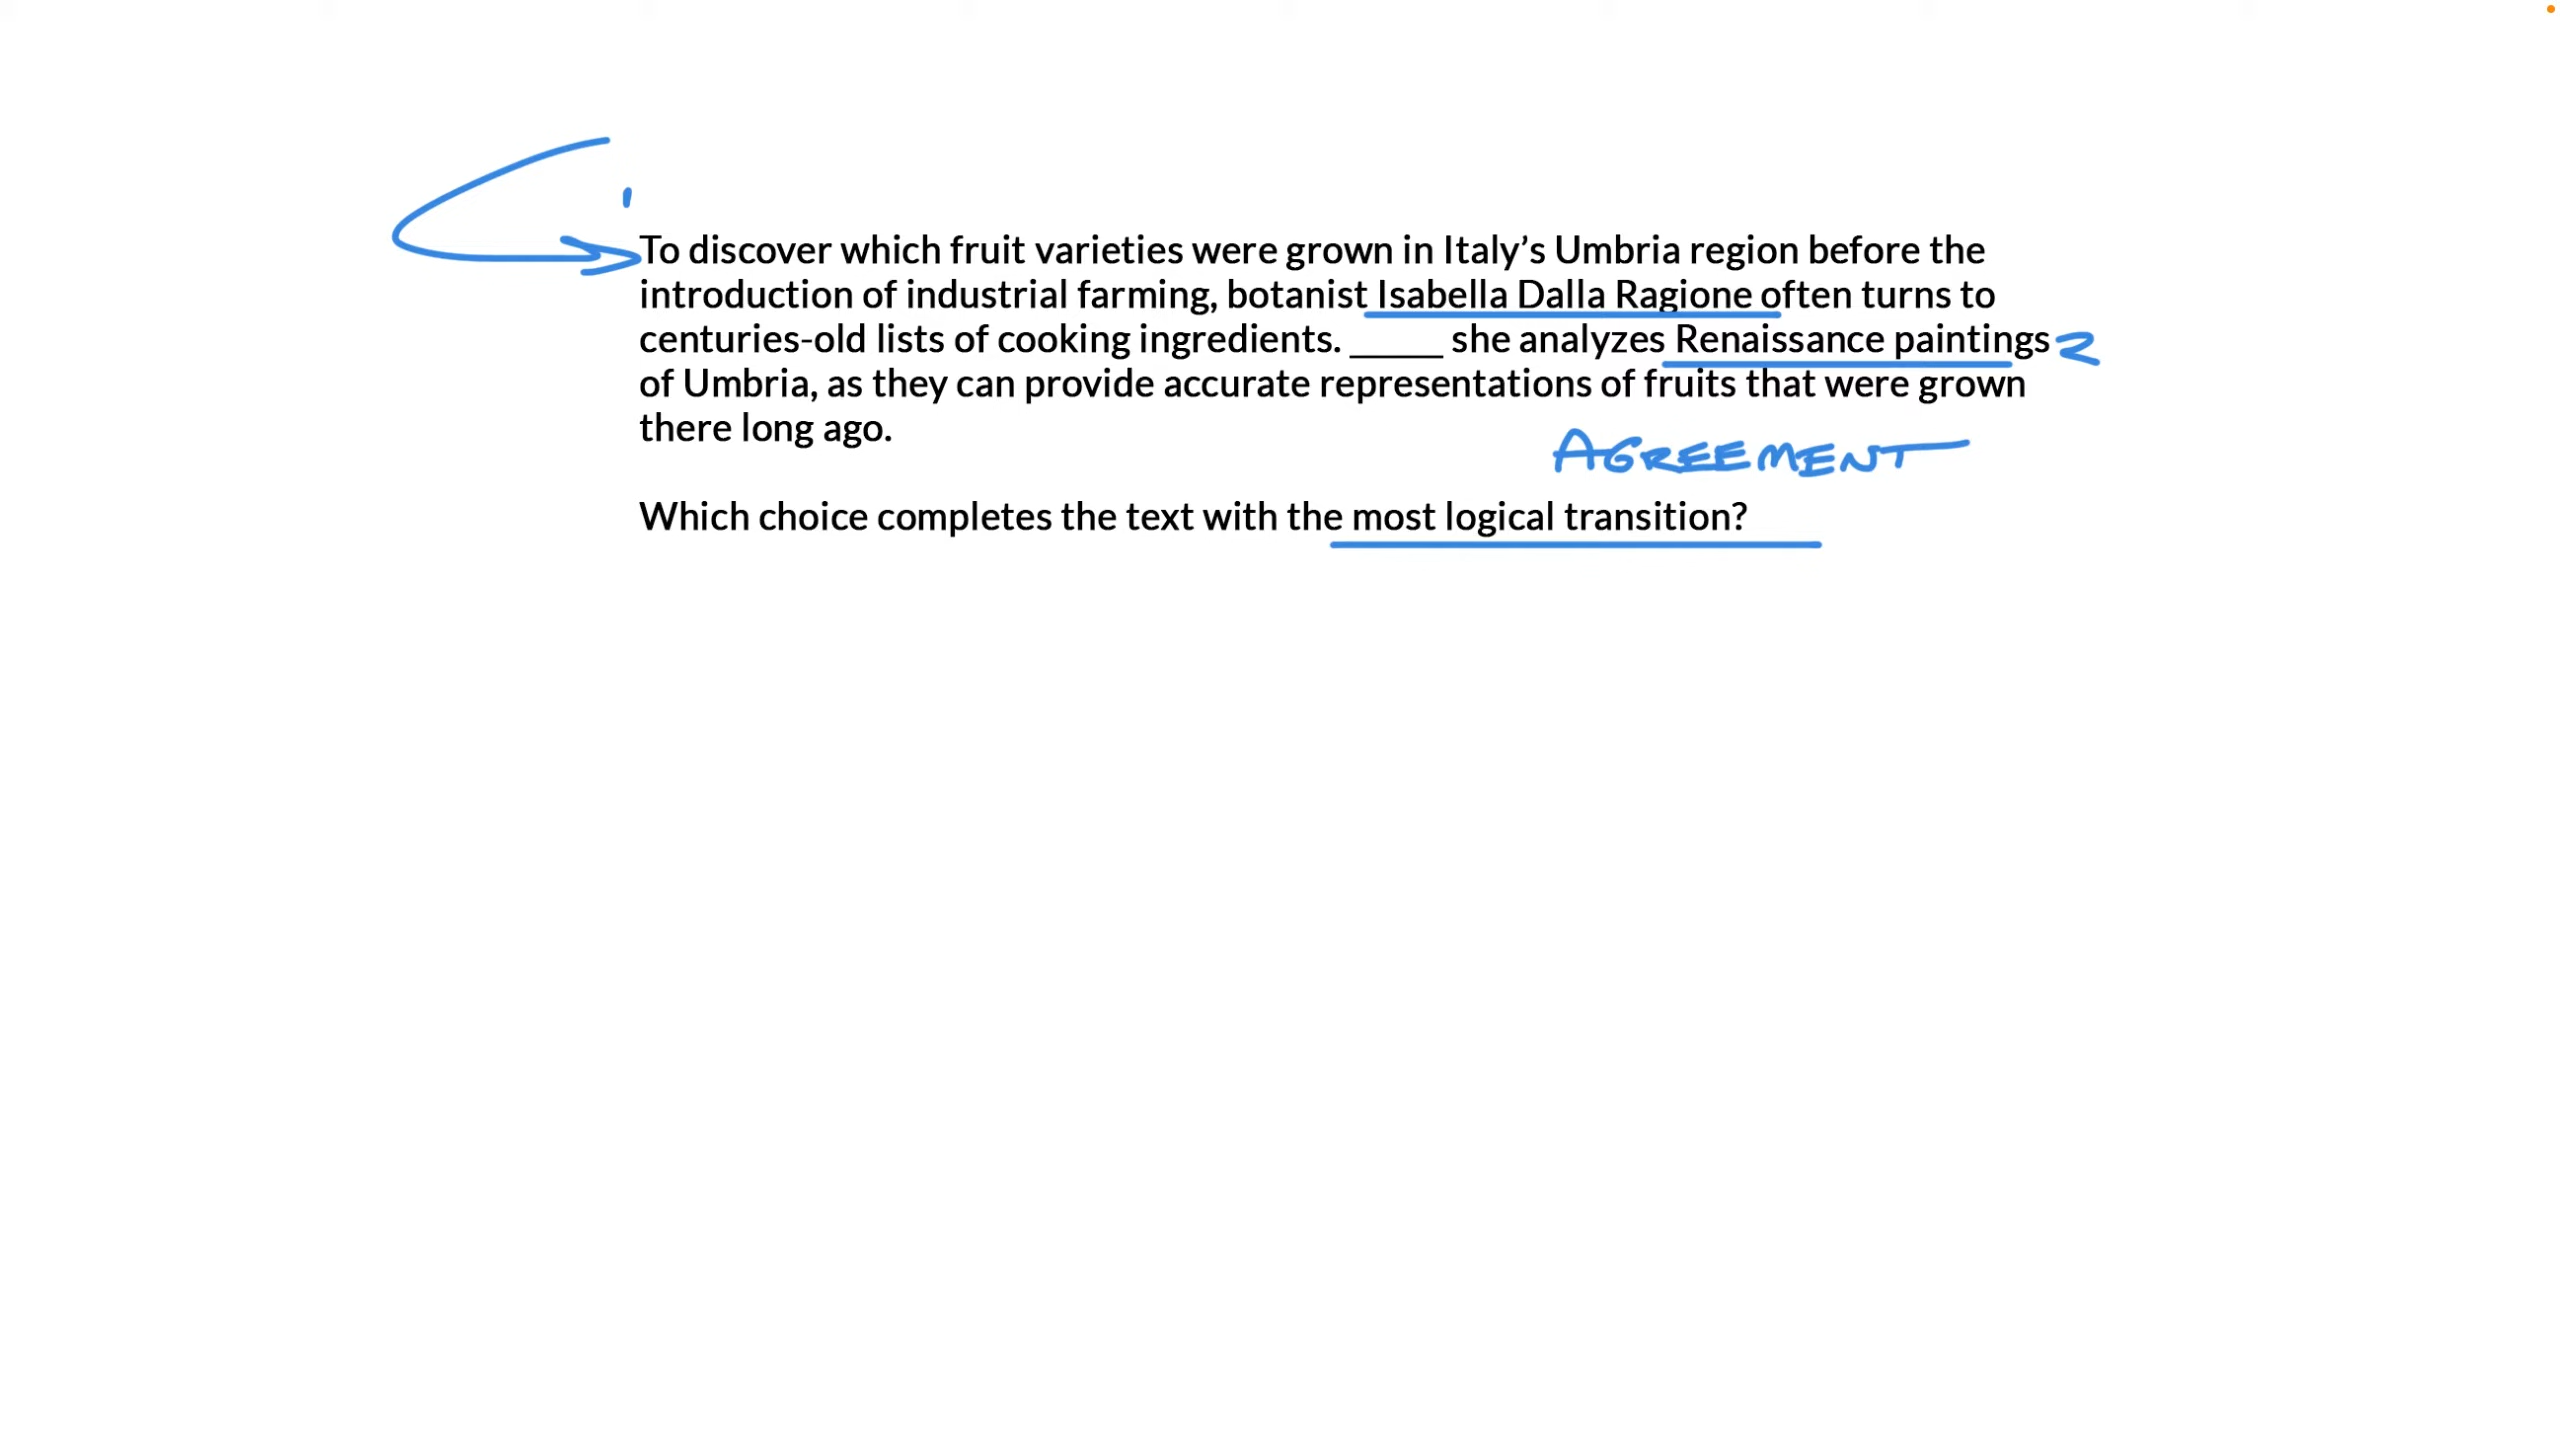 To discover which fruit varieties were grown in Italy’s Umbria region before the
introduction of industrial farming, botanist Isabella Dalla Ragione often turns to
centuries-old lists of cooking ingredients. _____ she analyzes Renaissance paintings 2
of Umbria, as they can provide accurate representations of fruits that were grown
there long ago.
AGREEMENT
Which choice completes the text with the most logical transition?